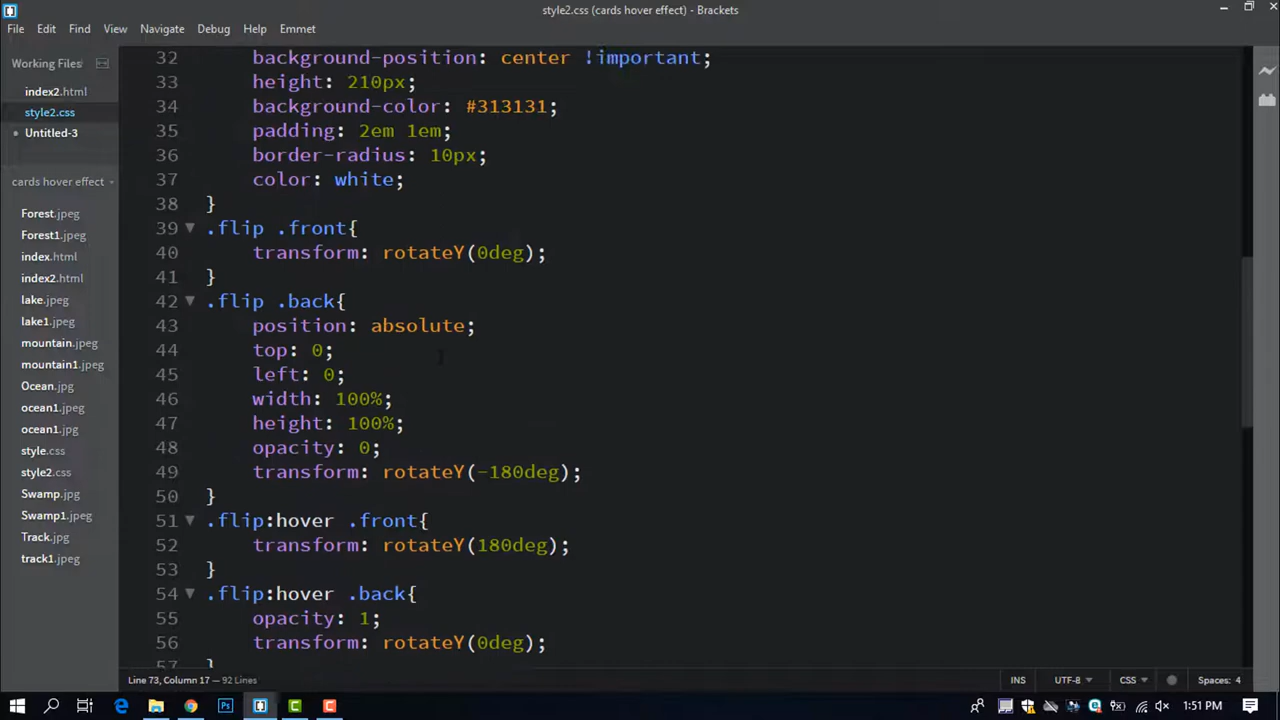 style2.css (cards hover effect) - Brackets
File Edit Find View Navigate Debug Help Emmet
Working Files
index2.html
style2.css
Untitled-3
cards hover effect
Forest.jpeg
Forest1.jpeg
index.html
index2.html
lake.jpeg
lake1.jpeg
mountain.jpeg
mountain1.jpeg
Ocean.jpg
ocean1.jpeg
ocean1.jpg
style.css
style2.css
Swamp.jpg
Swamp1.jpeg
Track.jpg
track1.jpeg
32 background-position: center !important;
33 height: 210px;
34 background-color: #313131;
35 padding: 2em 1em;
36 border-radius: 10px;
37 color: white;
38 }
39 .flip .front{
40 transform: rotateY(0deg);
41 }
42 .flip .back{
43 position: absolute;
44 top: 0;
45 left: 0;
46 width: 100%;
47 height: 100%;
48 opacity: 0;
49 transform: rotateY(-180deg);
50 }
51 .flip:hover .front{
52 transform: rotateY(180deg);
53 }
54 .flip:hover .back{
55 opacity: 1;
56 transform: rotateY(0deg);
57 }
Line 73, Column 17 — 92 Lines
INS UTF-8 CSS Spaces: 4
1:51 PM